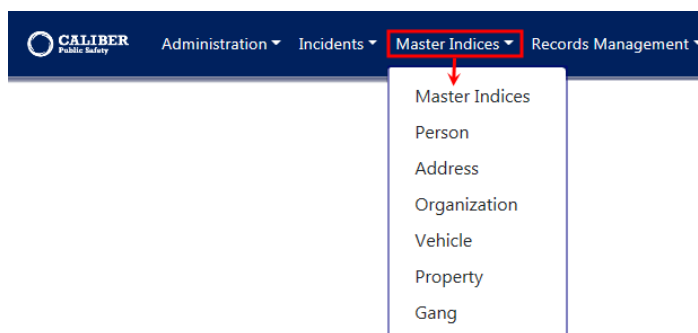 CALIBER
Public Safety
Administration Incidents Master Indices Records Management
Master Indices
Person
Address
Organization
Vehicle
Property
Gang